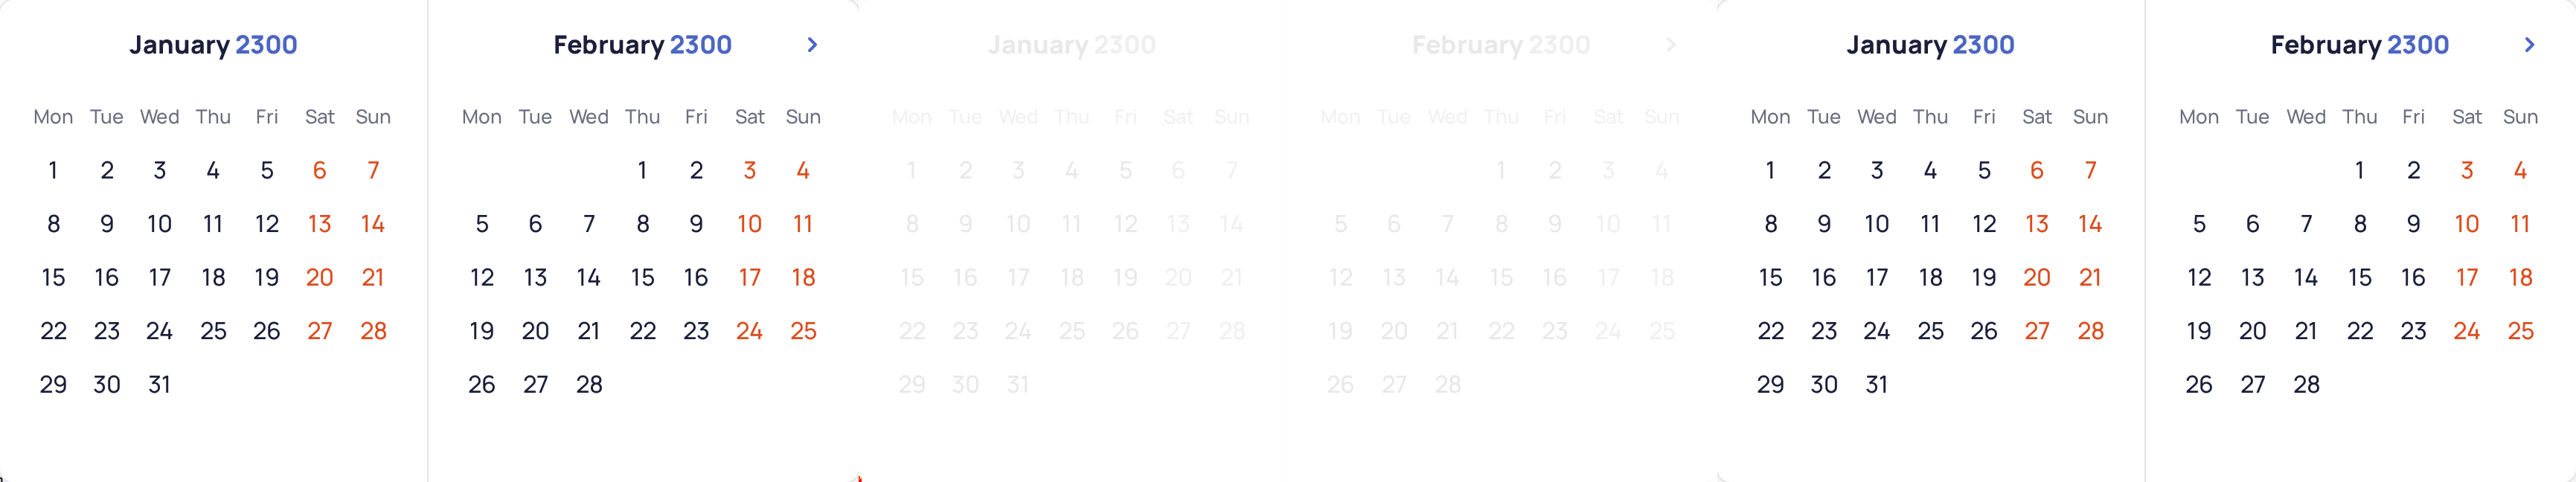 January 2300 February 2300 January 2300 February 2300 January 2300 February 2300
Mon Tue Wed Thu Fri Sat Sun Mon Tue Wed Thu Fri Sat Sun Mon Tue Wed Thu Fri Sat Sun Mon Tue Wed Thu Fri Sat Sun Mon Tue Wed Thu Fri Sat Sun Mon Tue Wed Thu Fri Sat Sun
1 2 3 4 5 6 7 1 2 3 4 1 2 3 4 5 6 7 1 2 3 4 1 2 3 4 5 6 7 1 2 3 4
8 9 10 11 12 13 14 5 6 7 8 9 10 11 8 9 10 11 12 13 14 5 6 7 8 9 10 11 8 9 10 11 12 13 14 5 6 7 8 9 10 11
15 16 17 18 19 20 21 12 13 14 15 16 17 18 15 16 17 18 19 20 21 12 13 14 15 16 17 18 15 16 17 18 19 20 21 12 13 14 15 16 17 18
22 23 24 25 26 27 28 19 20 21 22 23 24 25 22 23 24 25 26 27 28 19 20 21 22 23 24 25 22 23 24 25 26 27 28 19 20 21 22 23 24 25
29 30 31 26 27 28 29 30 31 26 27 28 29 30 31 26 27 28